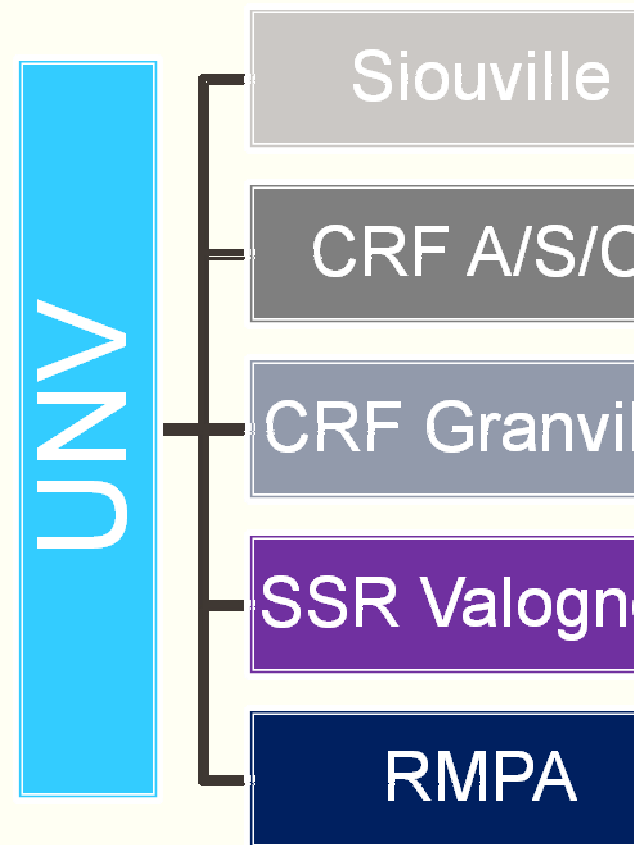 UNV
Siouville
CRF A/S/
CRF Granvil
SSR Valogn
RMPA